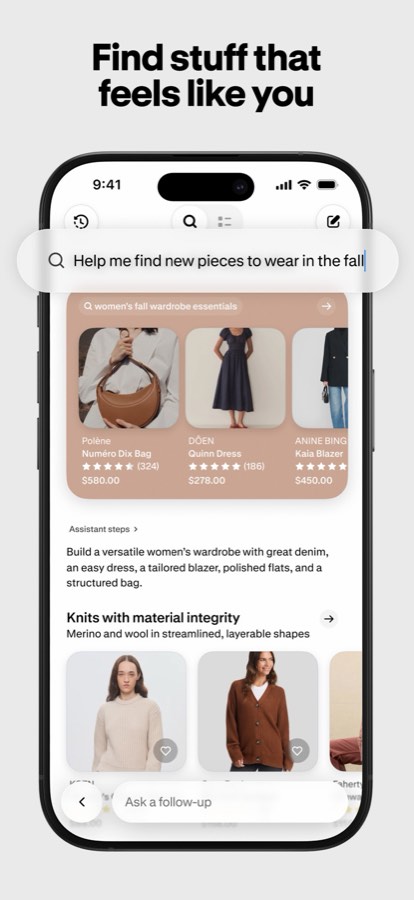 Find stuff that
feels like you
9:41
Help me find new pieces to wear in the fall
women's fall wardrobe essentials
Polène
Numéro Dix Bag
(324)
$580.00
DÔEN
Quinn Dress
(186)
$278.00
ANINE BING
Kaia Blazer
$450.00
Assistant steps
Build a versatile women's wardrobe with great denim,
an easy dress, a tailored blazer, polished flats, and a
structured bag.
Knits with material integrity
Merino and wool in streamlined, layerable shapes
Faherty
Ask a follow-up